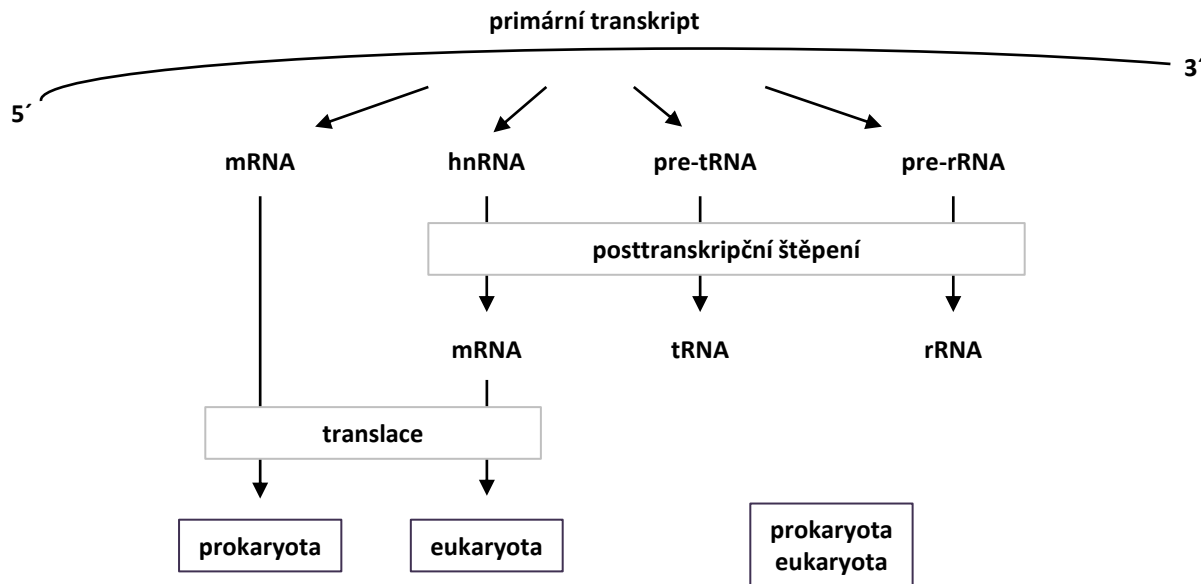 primární transkript
5´
3´
mRNA
hnRNA
pre-tRNA
pre-rRNA
posttranskripční štěpení
mRNA
tRNA
rRNA
translace
prokaryota
eukaryota
prokaryota
eukaryota